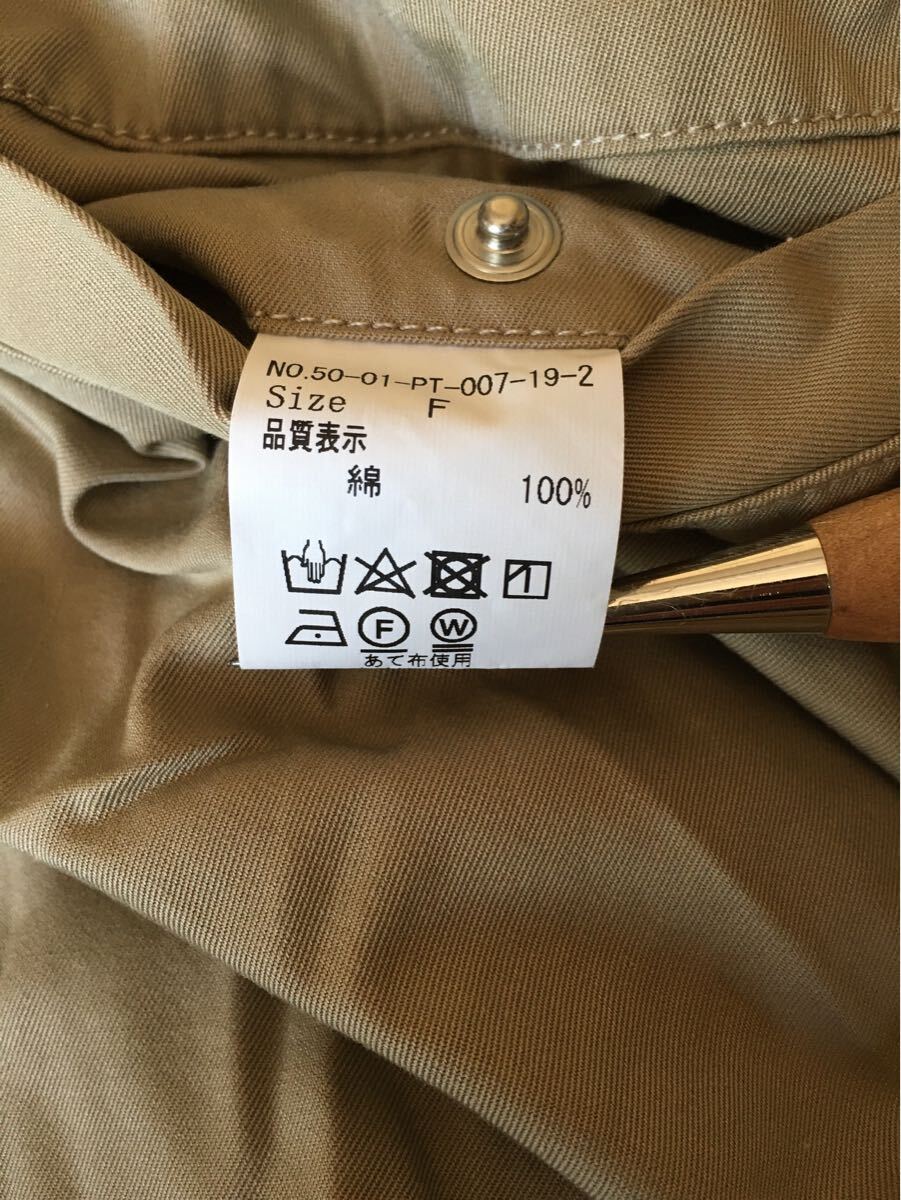 NO.50-01-PT-007-19-2
Size F
品質表示
綿 100%
F W
あて布使用